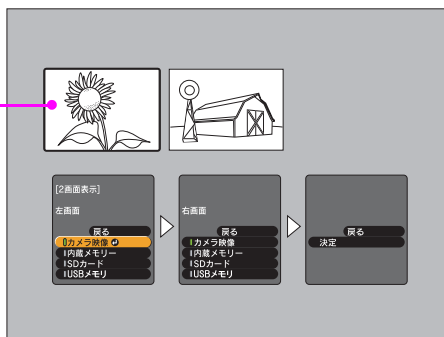 [2画面表示]
左画面
戻る
カメラ映像
内蔵メモリー
SDカード
USBメモリ
右画面
戻る
カメラ映像
内蔵メモリー
SDカード
USBメモリ
戻る
決定